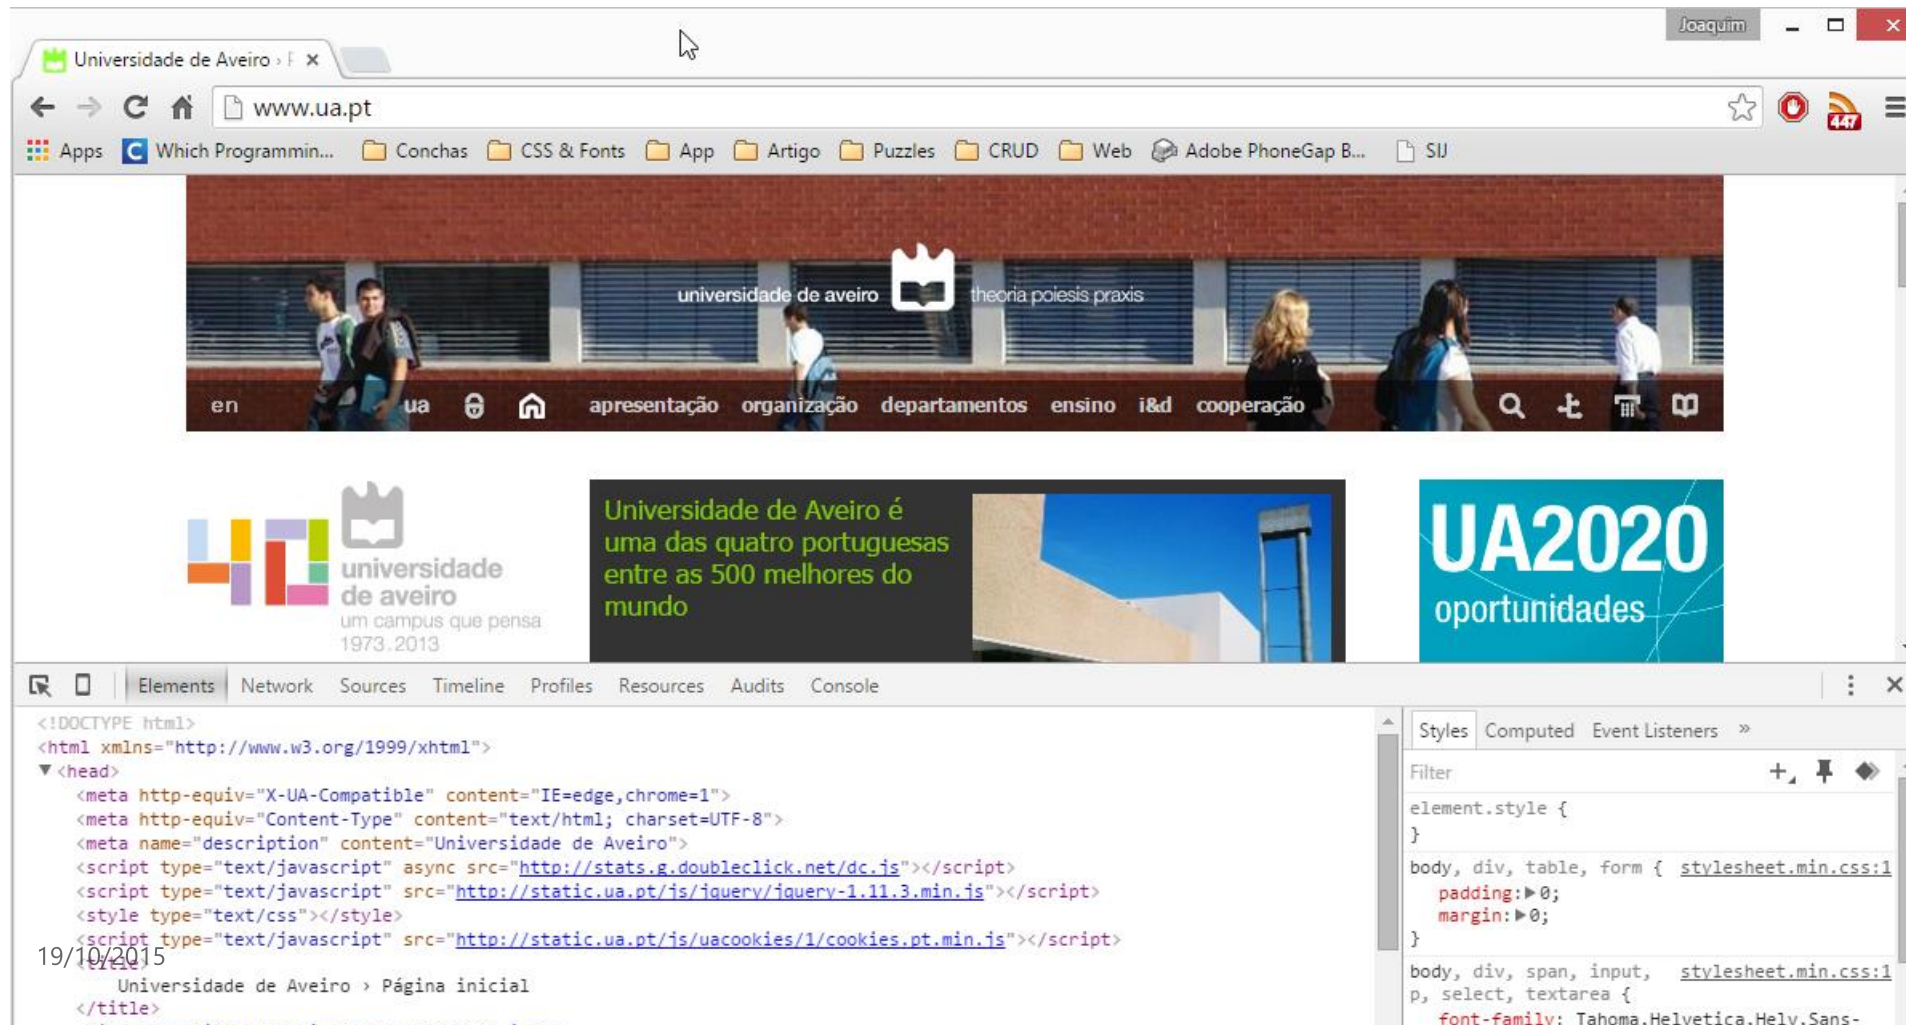 Joaquim
Universidade de Aveiro ›
www.ua.pt
447
Apps Which Programmin... Conchas CSS & Fonts App Artigo Puzzles CRUD Web Adobe PhoneGap B... SIJ
universidade de aveiro theoria poiesis praxis
en ua apresentação organização departamentos ensino i&d cooperação
universidade
de aveiro
um campus que pensa
1973.2013
Universidade de Aveiro é
uma das quatro portuguesas
entre as 500 melhores do
mundo
UA2020
oportunidades
Elements Network Sources Timeline Profiles Resources Audits Console
<!DOCTYPE html>
<html xmlns="http://www.w3.org/1999/xhtml">
<head>
<meta http-equiv="X-UA-Compatible" content="IE=edge,chrome=1">
<meta http-equiv="Content-Type" content="text/html; charset=UTF-8">
<meta name="description" content="Universidade de Aveiro">
<script type="text/javascript" async src="http://stats.g.doubleclick.net/dc.js"></script>
<script type="text/javascript" src="http://static.ua.pt/js/jquery/jquery-1.11.3.min.js"></script>
<style type="text/css"></style>
<script type="text/javascript" src="http://static.ua.pt/js/uacookies/1/cookies.pt.min.js"></script>
19/10/2015
<title>
Universidade de Aveiro › Página inicial
</title>
Styles Computed Event Listeners »
Filter
element.style {
}
body, div, table, form { stylesheet.min.css:1
padding: 0;
margin: 0;
}
body, div, span, input, stylesheet.min.css:1
p, select, textarea {
font-family: Tahoma,Helvetica,Helv,Sans-